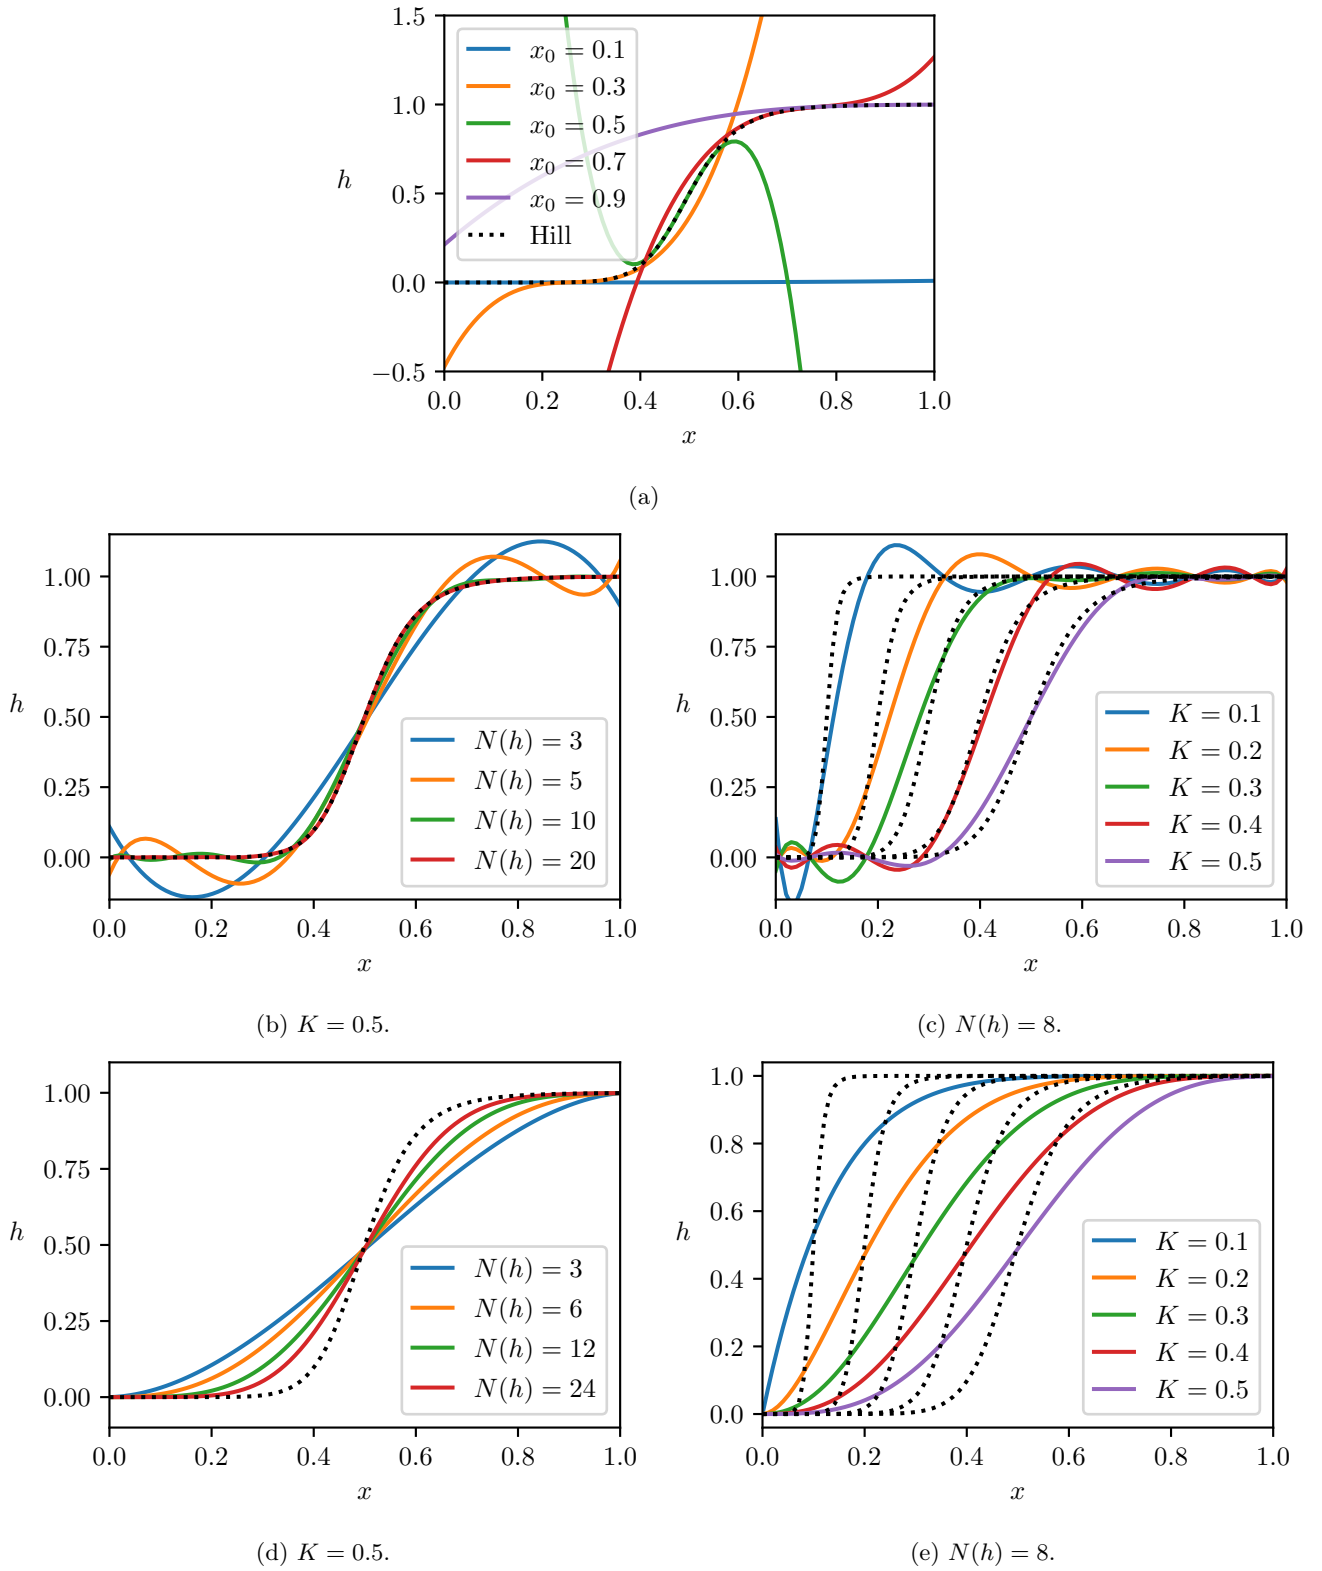 1.5
1.0
0.5
0.0
−0.5
h
x₀ = 0.1
x₀ = 0.3
x₀ = 0.5
x₀ = 0.7
x₀ = 0.9
Hill
0.0 0.2 0.4 0.6 0.8 1.0
x
(a)
1.00
0.75
0.50
0.25
0.00
h
N(h) = 3
N(h) = 5
N(h) = 10
N(h) = 20
0.0 0.2 0.4 0.6 0.8 1.0
x
(b) K = 0.5.
1.00
0.75
0.50
0.25
0.00
h
K = 0.1
K = 0.2
K = 0.3
K = 0.4
K = 0.5
0.0 0.2 0.4 0.6 0.8 1.0
x
(c) N(h) = 8.
1.00
0.75
0.50
0.25
0.00
h
N(h) = 3
N(h) = 6
N(h) = 12
N(h) = 24
0.0 0.2 0.4 0.6 0.8 1.0
x
(d) K = 0.5.
1.0
0.8
0.6
0.4
0.2
0.0
h
K = 0.1
K = 0.2
K = 0.3
K = 0.4
K = 0.5
0.0 0.2 0.4 0.6 0.8 1.0
x
(e) N(h) = 8.